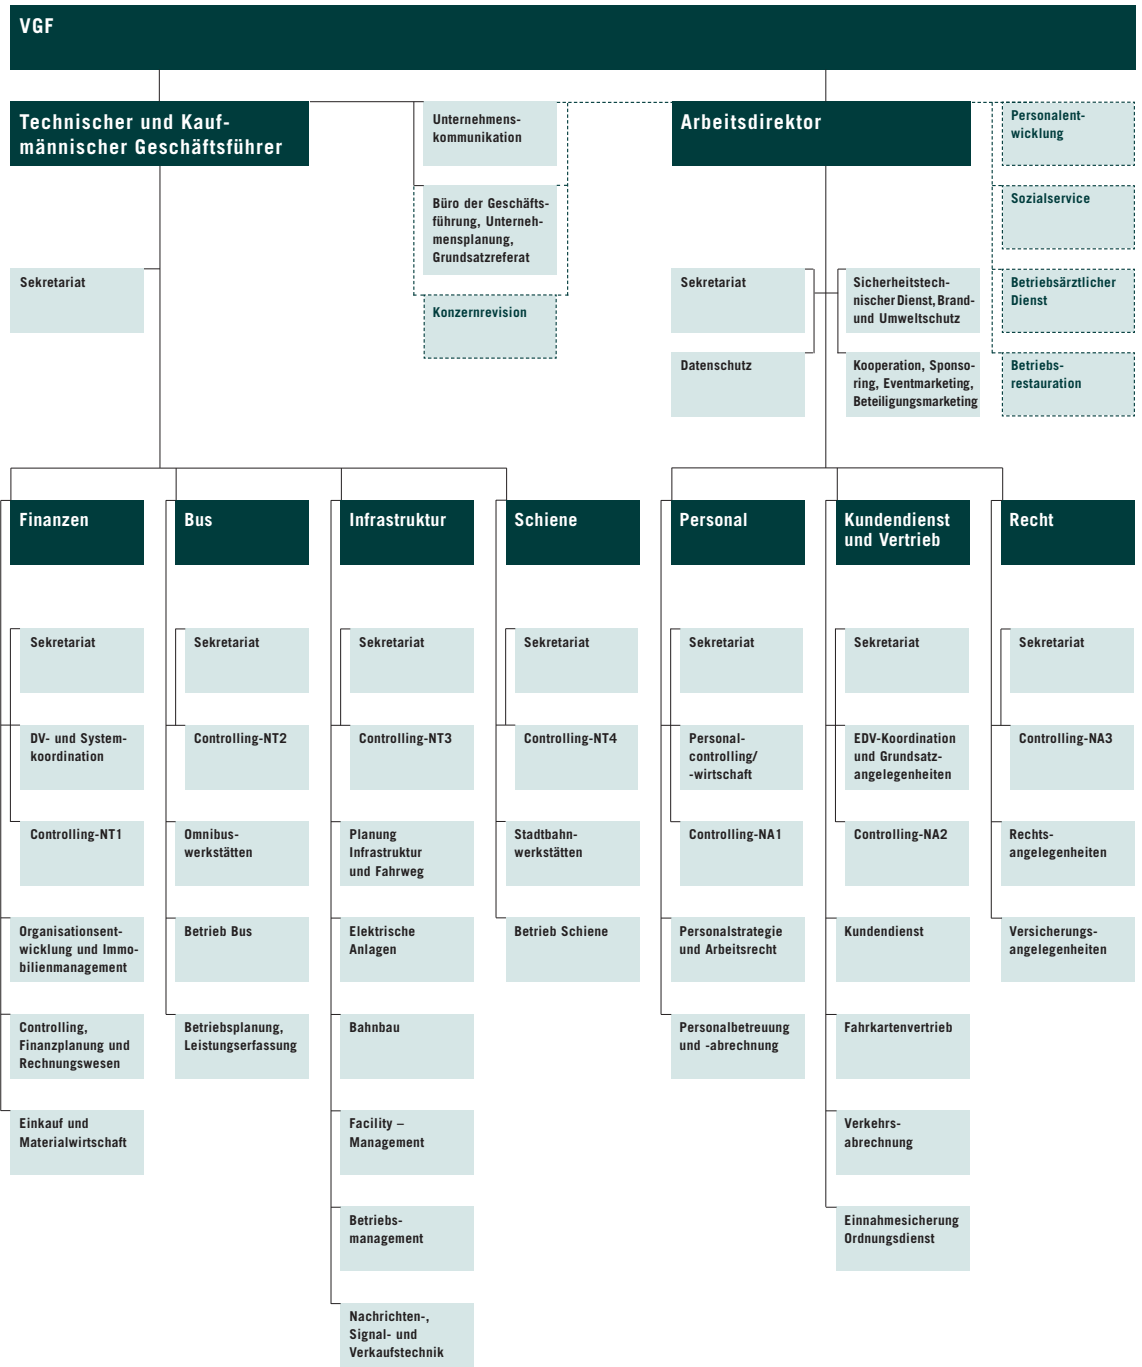 VGF
Technischer und Kauf-
männischer Geschäftsführer
Unternehmens-
kommunikation
Arbeitsdirektor
Personalent-
wicklung
Büro der Geschäfts-
führung, Unterneh-
mensplanung,
Grundsatzreferat
Sozialservice
Sekretariat
Konzernrevision
Sekretariat
Sicherheitstech-
nischer Dienst, Brand-
und Umweltschutz
Betriebsärztlicher
Dienst
Datenschutz
Kooperation, Sponso-
ring, Eventmarketing,
Beteiligungsmarketing
Betriebs-
restauration
Finanzen
Bus
Infrastruktur
Schiene
Personal
Kundendienst
und Vertrieb
Recht
Sekretariat
Sekretariat
Sekretariat
Sekretariat
Sekretariat
Sekretariat
Sekretariat
DV- und System-
koordination
Controlling-NT2
Controlling-NT3
Controlling-NT4
Personal-
controlling/
-wirtschaft
EDV-Koordination
und Grundsatz-
angelegenheiten
Controlling-NA3
Controlling-NT1
Omnibus-
werkstätten
Planung
Infrastruktur
und Fahrweg
Stadtbahn-
werkstätten
Controlling-NA1
Controlling-NA2
Rechts-
angelegenheiten
Organisationsent-
wicklung und Immo-
bilienmanagement
Betrieb Bus
Elektrische
Anlagen
Betrieb Schiene
Personalstrategie
und Arbeitsrecht
Kundendienst
Versicherungs-
angelegenheiten
Controlling,
Finanzplanung und
Rechnungswesen
Betriebsplanung,
Leistungserfassung
Bahnbau
Personalbetreuung
und -abrechnung
Fahrkartenvertrieb
Einkauf und
Materialwirtschaft
Facility –
Management
Verkehrs-
abrechnung
Betriebs-
management
Einnahmesicherung
Ordnungsdienst
Nachrichten-,
Signal- und
Verkaufstechnik